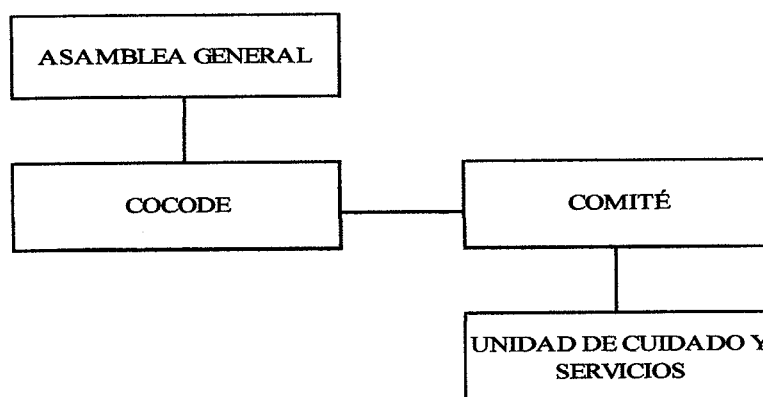 ASAMBLEA GENERAL
COCODE
COMITÉ
UNIDAD DE CUIDADO Y
SERVICIOS